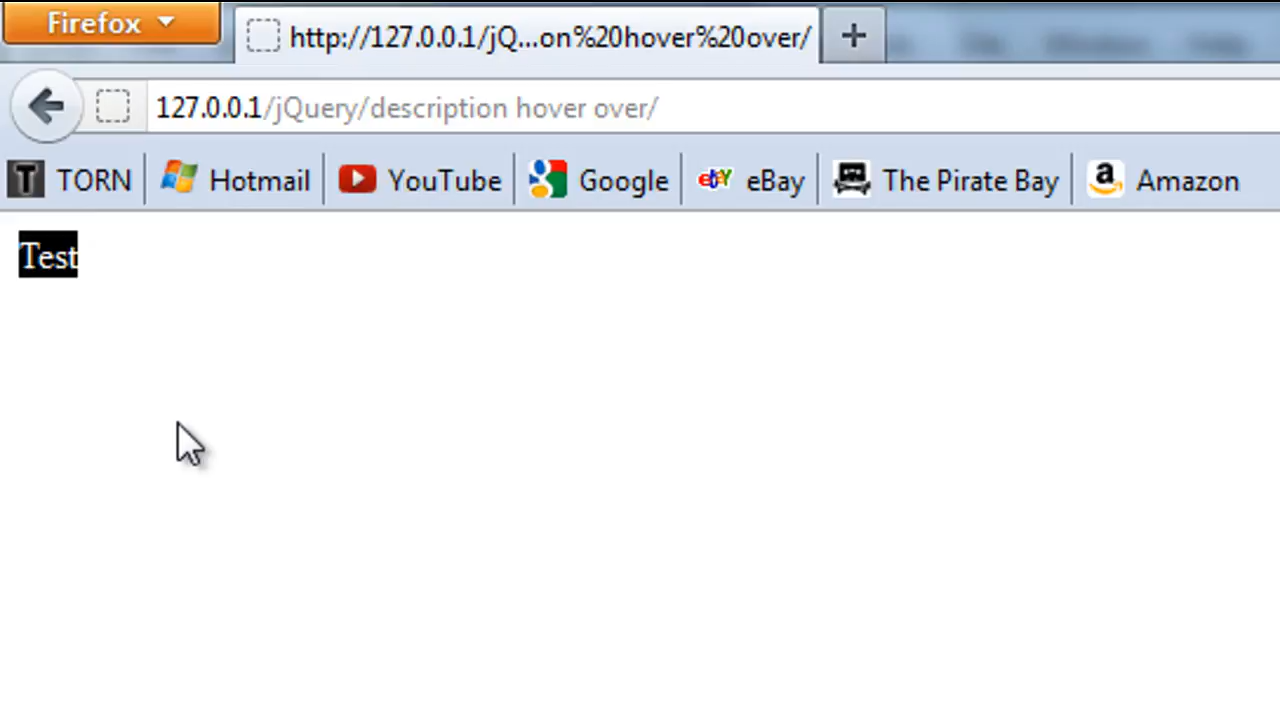 Firefox
http://127.0.0.1/jQ...on%20hover%20over/
127.0.0.1/jQuery/description hover over/
TORN Hotmail YouTube Google eBay The Pirate Bay Amazon
Test